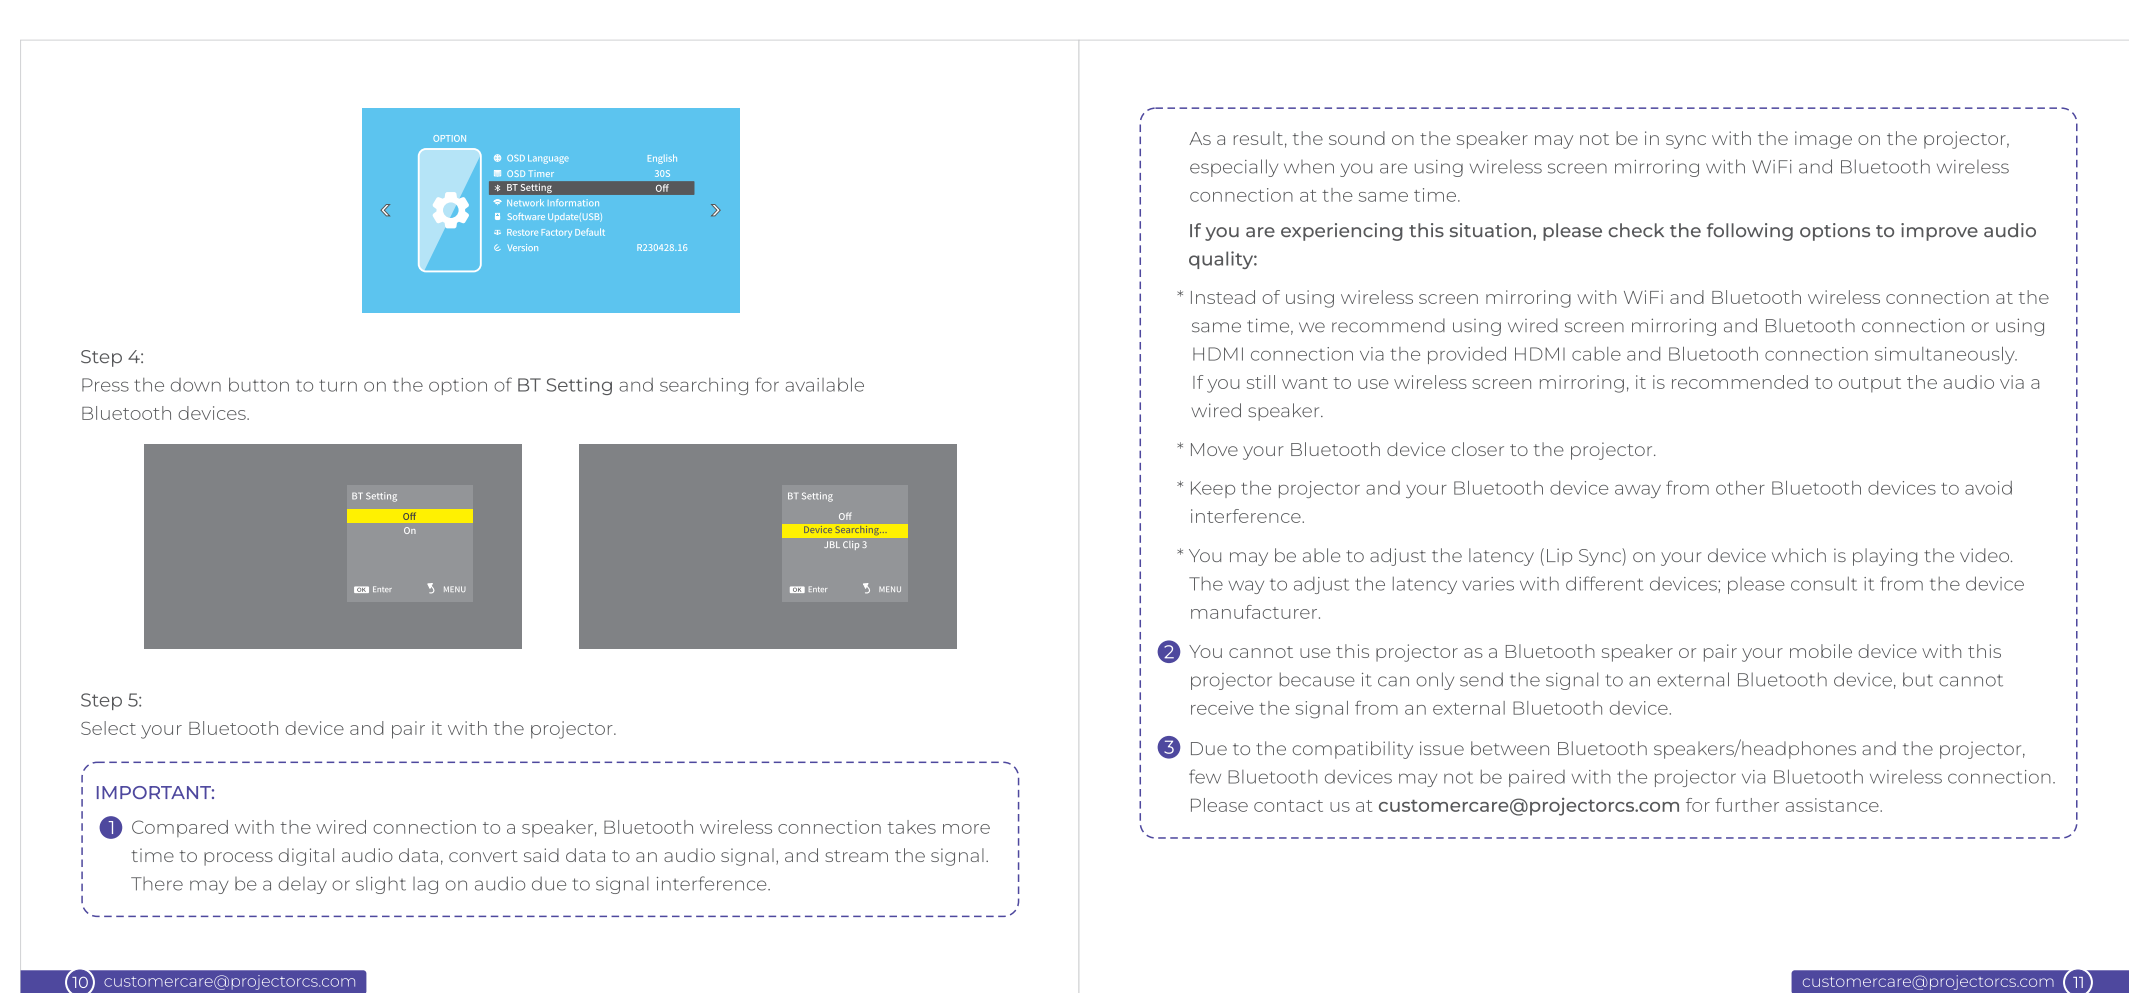 OPTION
OSD Language English
OSD Timer 30S
BT Setting Off
Network Information
Software Update(USB)
Restore Factory Default
Version R230428.16
Step 4:
Press the down button to turn on the option of BT Setting and searching for available
Bluetooth devices.
BT Setting
Off
On
OK Enter MENU
BT Setting
Off
Device Searching...
JBL Clip 3
OK Enter MENU
Step 5:
Select your Bluetooth device and pair it with the projector.
IMPORTANT:
1 Compared with the wired connection to a speaker, Bluetooth wireless connection takes more
time to process digital audio data, convert said data to an audio signal, and stream the signal.
There may be a delay or slight lag on audio due to signal interference.
10 customercare@projectorcs.com
As a result, the sound on the speaker may not be in sync with the image on the projector,
especially when you are using wireless screen mirroring with WiFi and Bluetooth wireless
connection at the same time.
If you are experiencing this situation, please check the following options to improve audio
quality:
* Instead of using wireless screen mirroring with WiFi and Bluetooth wireless connection at the
same time, we recommend using wired screen mirroring and Bluetooth connection or using
HDMI connection via the provided HDMI cable and Bluetooth connection simultaneously.
If you still want to use wireless screen mirroring, it is recommended to output the audio via a
wired speaker.
* Move your Bluetooth device closer to the projector.
* Keep the projector and your Bluetooth device away from other Bluetooth devices to avoid
interference.
* You may be able to adjust the latency (Lip Sync) on your device which is playing the video.
The way to adjust the latency varies with different devices; please consult it from the device
manufacturer.
2 You cannot use this projector as a Bluetooth speaker or pair your mobile device with this
projector because it can only send the signal to an external Bluetooth device, but cannot
receive the signal from an external Bluetooth device.
3 Due to the compatibility issue between Bluetooth speakers/headphones and the projector,
few Bluetooth devices may not be paired with the projector via Bluetooth wireless connection.
Please contact us at customercare@projectorcs.com for further assistance.
customercare@projectorcs.com 11